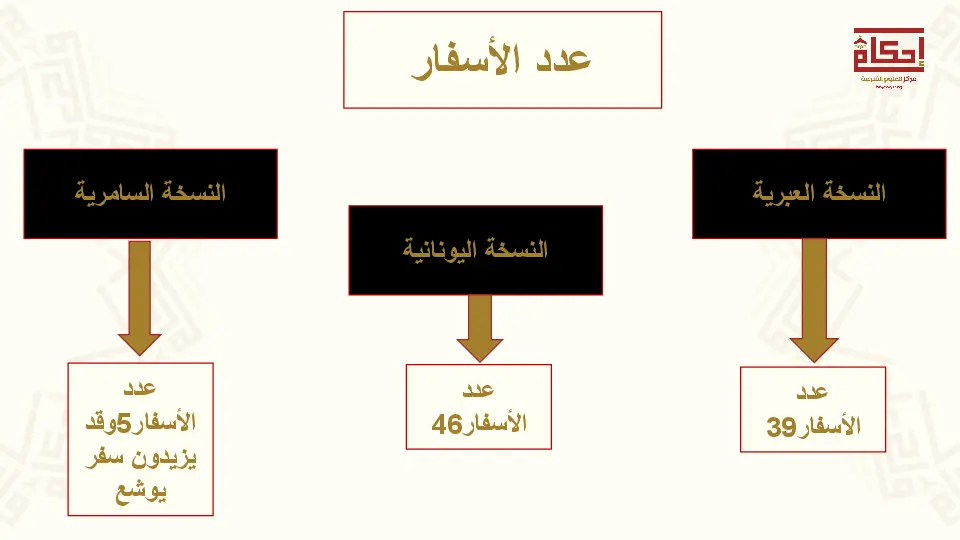 عدد الأسفار
إحكام
مركز للعلوم الشرعية
النسخة العبرية
النسخة اليونانية
النسخة السامرية
عدد
الأسفار39
عدد
الأسفار46
عدد
الأسفار5وقد
يزيدون سفر
يوشع